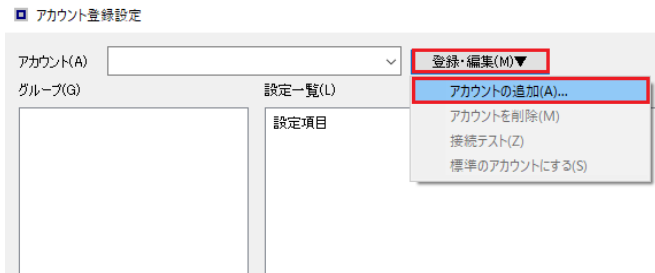 アカウント登録設定
アカウント(A)
登録・編集(M)▼
グループ(G)
設定一覧(L)
アカウントの追加(A)...
設定項目
アカウントを削除(M)
接続テスト(Z)
標準のアカウントにする(S)